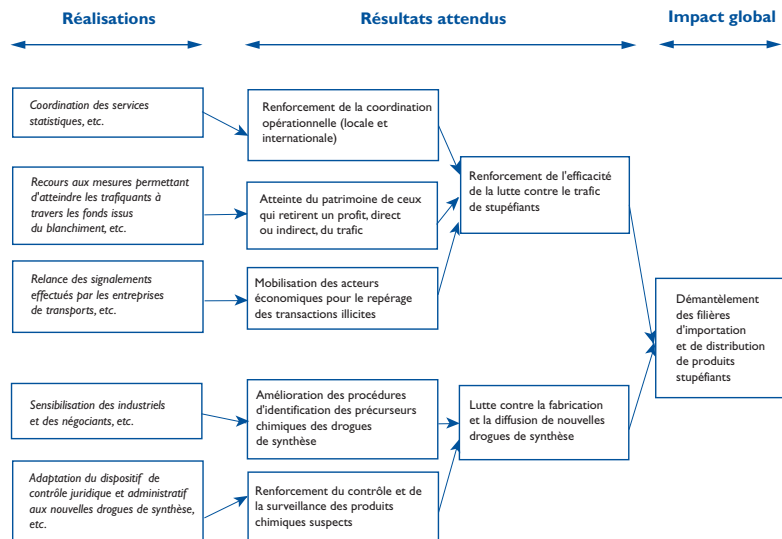 Réalisations
Résultats attendus
Impact global
Coordination des services
statistiques, etc.
Renforcement de la coordination
opérationnelle (locale et
internationale)
Recours aux mesures permettant
d'atteindre les trafiquants à
travers les fonds issus
du blanchiment, etc.
Atteinte du patrimoine de ceux
qui retirent un profit, direct
ou indirect, du trafic
Renforcement de l'efficacité
de la lutte contre le trafic
de stupéfiants
Relance des signalements
effectués par les entreprises
de transports, etc.
Mobilisation des acteurs
économiques pour le repérage
des transactions illicites
Démantèlement
des filières
d'importation
et de distribution
de produits
stupéfiants
Sensibilisation des industriels
et des négociants, etc.
Amélioration des procédures
d'identification des précurseurs
chimiques des drogues
de synthèse
Lutte contre la fabrication
et la diffusion de nouvelles
drogues de synthèse
Adaptation du dispositif de
contrôle juridique et administratif
aux nouvelles drogues de synthèse,
etc.
Renforcement du contrôle et de
la surveillance des produits
chimiques suspects